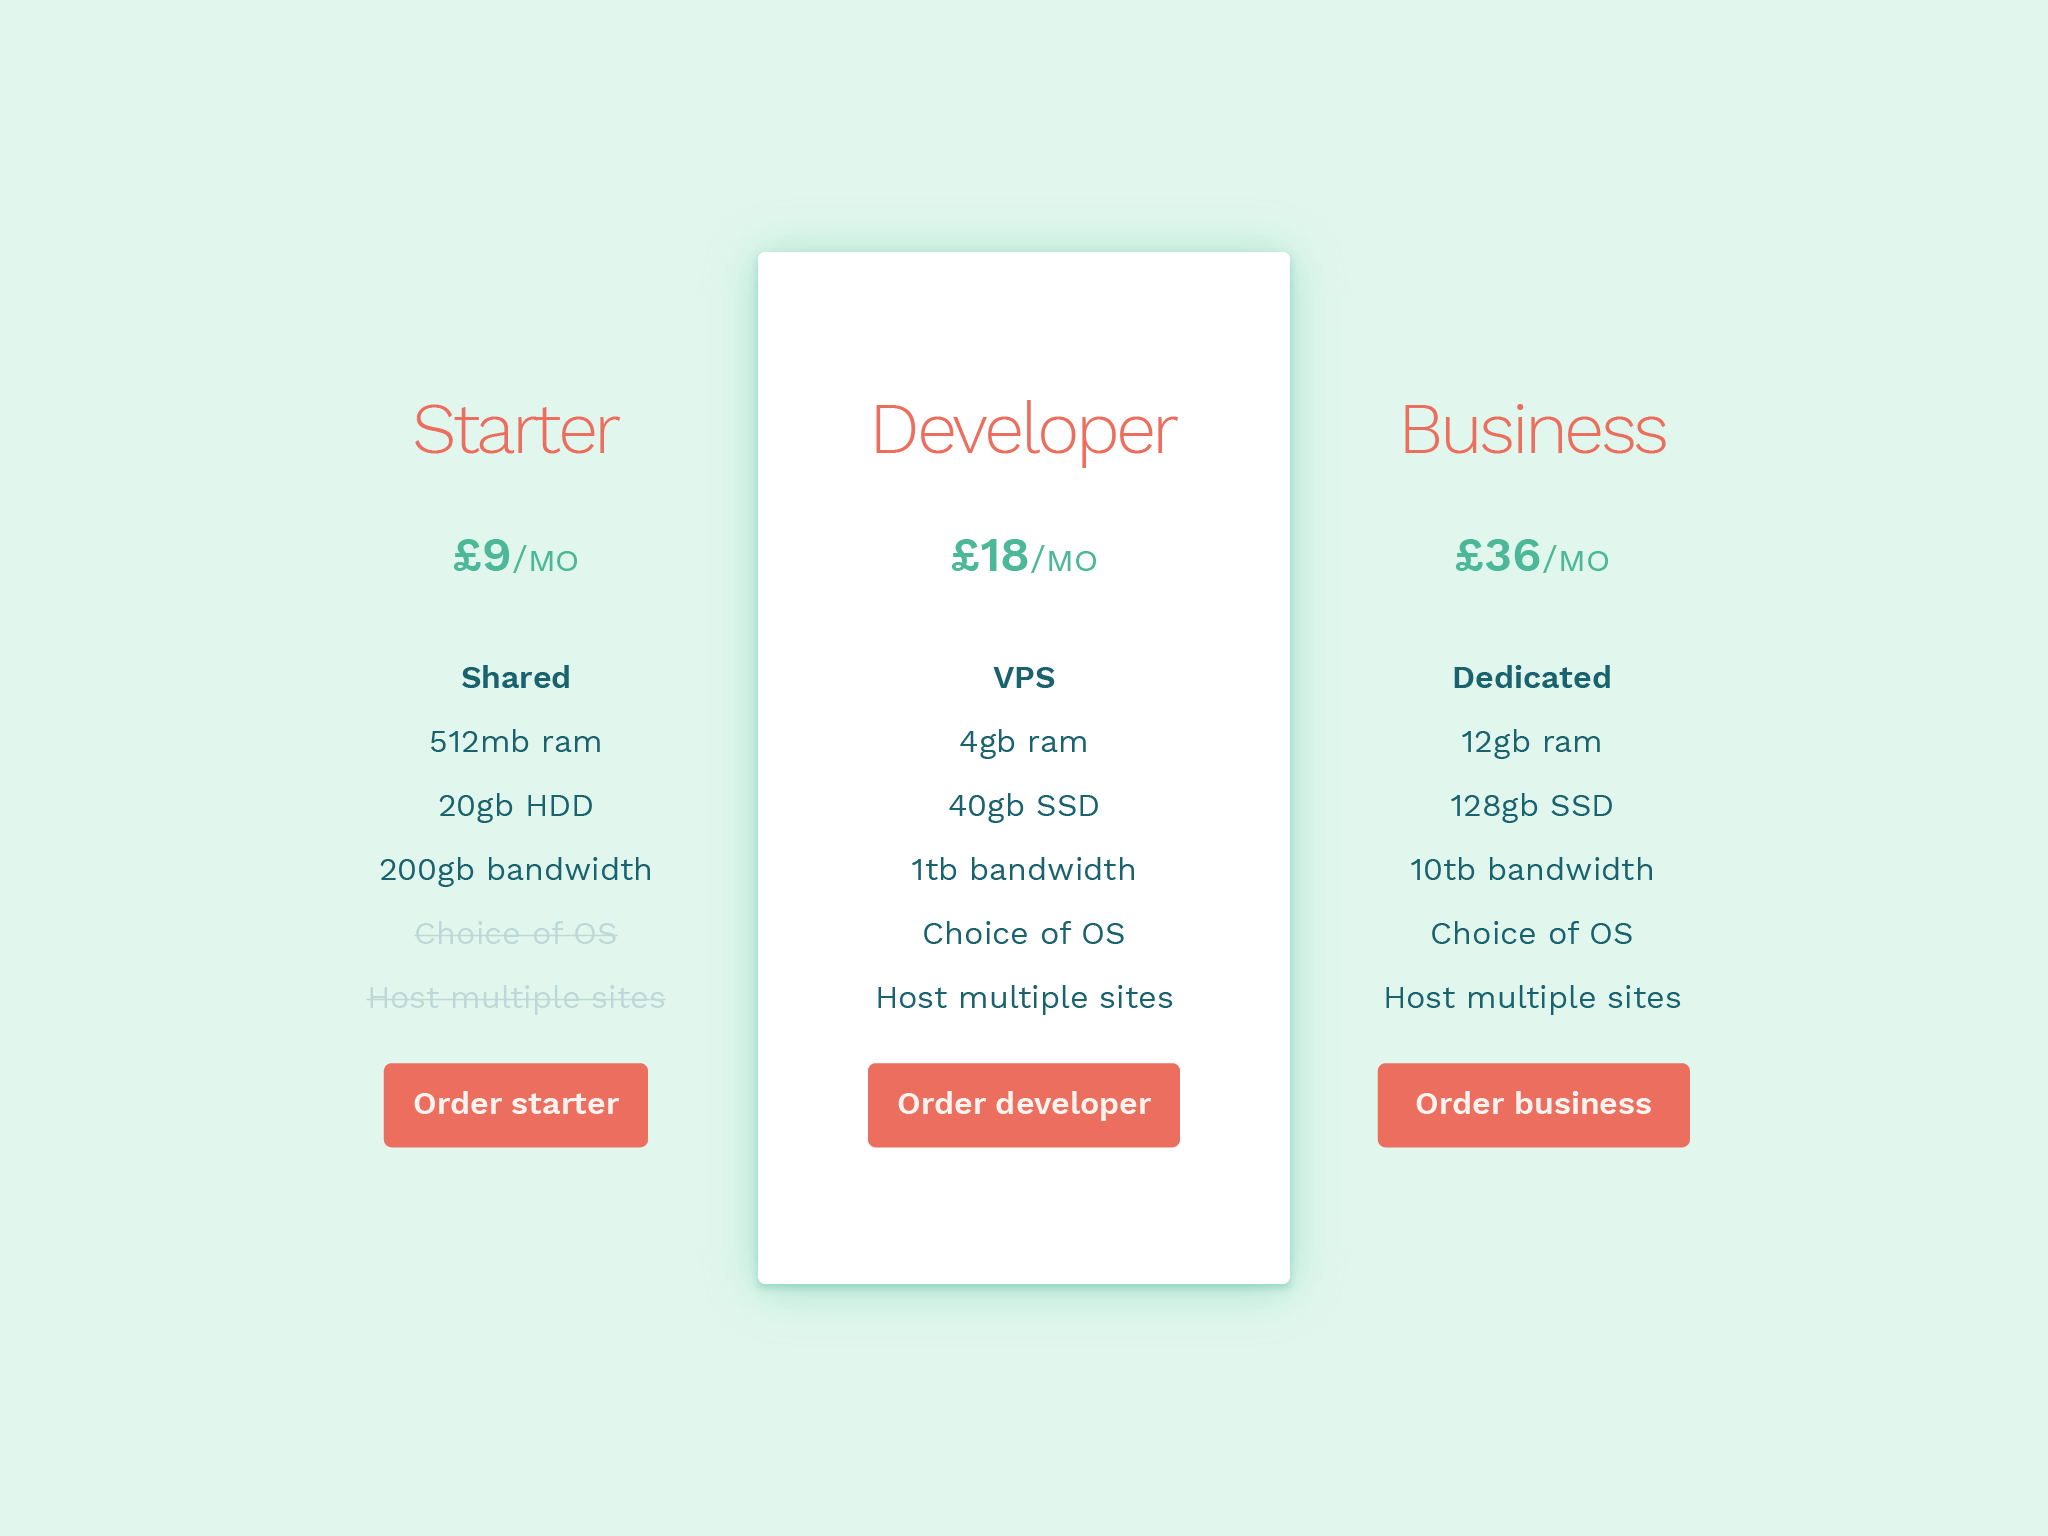 Starter
£9/MO
Shared
512mb ram
20gb HDD
200gb bandwidth
Choice of OS
Host multiple sites
Order starter
Developer
£18/MO
VPS
4gb ram
40gb SSD
1tb bandwidth
Choice of OS
Host multiple sites
Order developer
Business
£36/MO
Dedicated
12gb ram
128gb SSD
10tb bandwidth
Choice of OS
Host multiple sites
Order business